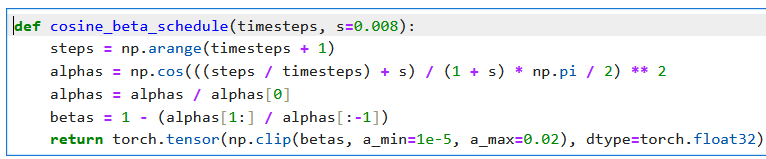 def cosine_beta_schedule(timesteps, s=0.008):
    steps = np.arange(timesteps + 1)
    alphas = np.cos(((steps / timesteps) + s) / (1 + s) * np.pi / 2) ** 2
    alphas = alphas / alphas[0]
    betas = 1 - (alphas[1:] / alphas[:-1])
    return torch.tensor(np.clip(betas, a_min=1e-5, a_max=0.02), dtype=torch.float32)